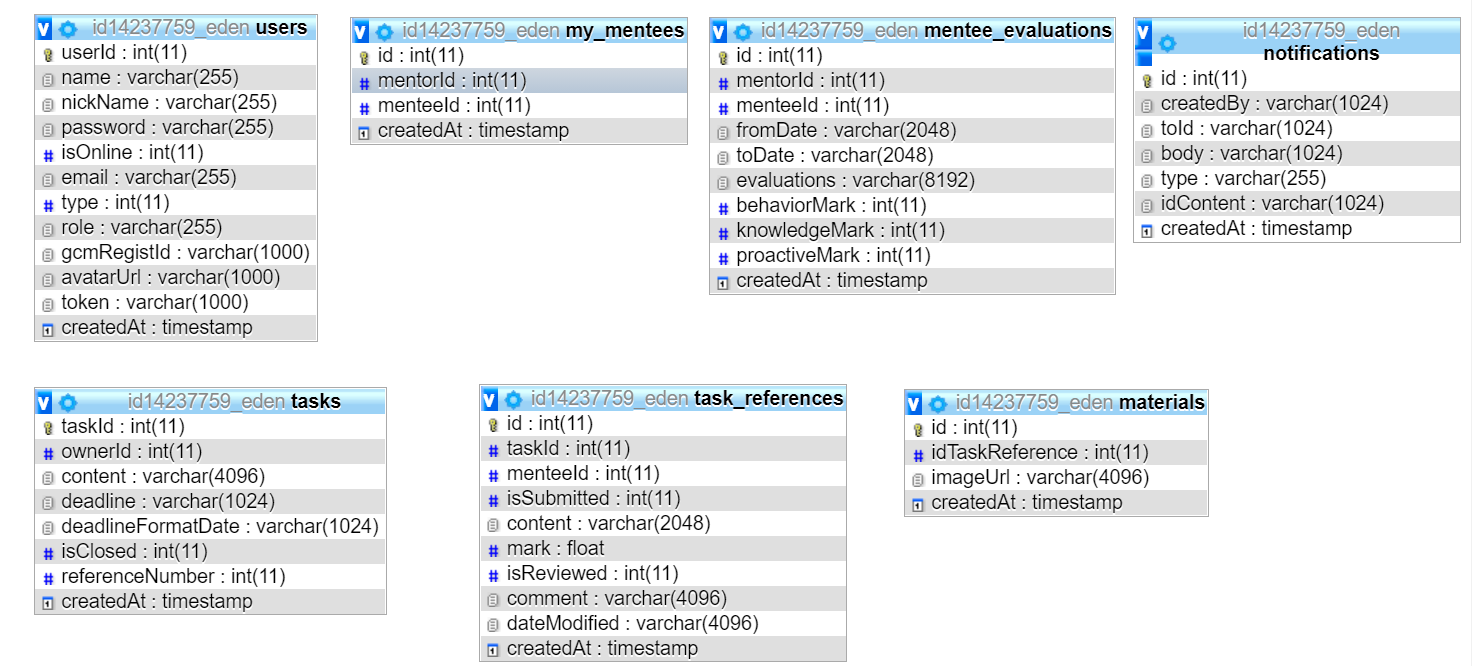 id14237759_eden users
userId : int(11)
name : varchar(255)
nickName : varchar(255)
password : varchar(255)
isOnline : int(11)
email : varchar(255)
type : int(11)
role : varchar(255)
gcmRegistId : varchar(1000)
avatarUrl : varchar(1000)
token : varchar(1000)
createdAt : timestamp
id14237759_eden my_mentees
id : int(11)
mentorId : int(11)
menteeId : int(11)
createdAt : timestamp
id14237759_eden mentee_evaluations
id : int(11)
mentorId : int(11)
menteeId : int(11)
fromDate : varchar(2048)
toDate : varchar(2048)
evaluations : varchar(8192)
behaviorMark : int(11)
knowledgeMark : int(11)
proactiveMark : int(11)
createdAt : timestamp
id14237759_eden
notifications
id : int(11)
createdBy : varchar(1024)
toId : varchar(1024)
body : varchar(1024)
type : varchar(255)
idContent : varchar(1024)
createdAt : timestamp
id14237759_eden tasks
taskId : int(11)
ownerId : int(11)
content : varchar(4096)
deadline : varchar(1024)
deadlineFormatDate : varchar(1024)
isClosed : int(11)
referenceNumber : int(11)
createdAt : timestamp
id14237759_eden task_references
id : int(11)
taskId : int(11)
menteeId : int(11)
isSubmitted : int(11)
content : varchar(2048)
mark : float
isReviewed : int(11)
comment : varchar(4096)
dateModified : varchar(4096)
createdAt : timestamp
id14237759_eden materials
id : int(11)
idTaskReference : int(11)
imageUrl : varchar(4096)
createdAt : timestamp